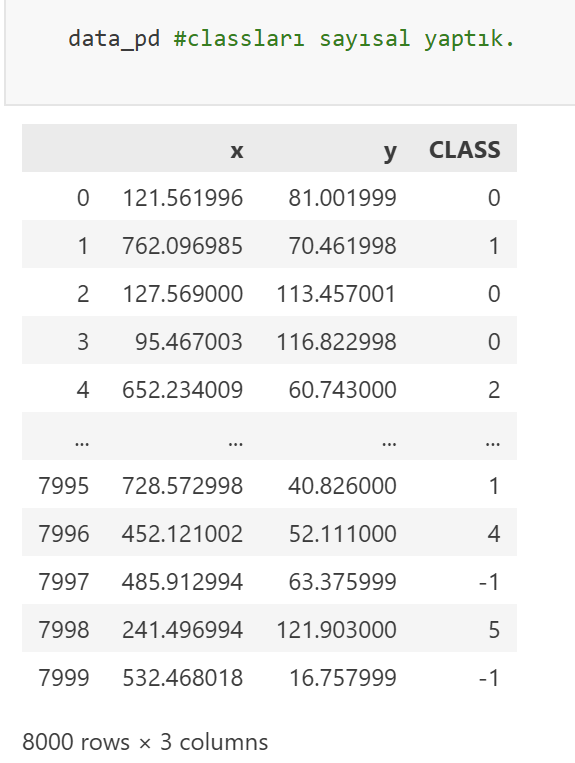 data_pd #classları sayısal yaptık.
x y CLASS
0 121.561996 81.001999 0
1 762.096985 70.461998 1
2 127.569000 113.457001 0
3 95.467003 116.822998 0
4 652.234009 60.743000 2
... ... ... ...
7995 728.572998 40.826000 1
7996 452.121002 52.111000 4
7997 485.912994 63.375999 -1
7998 241.496994 121.903000 5
7999 532.468018 16.757999 -1
8000 rows × 3 columns